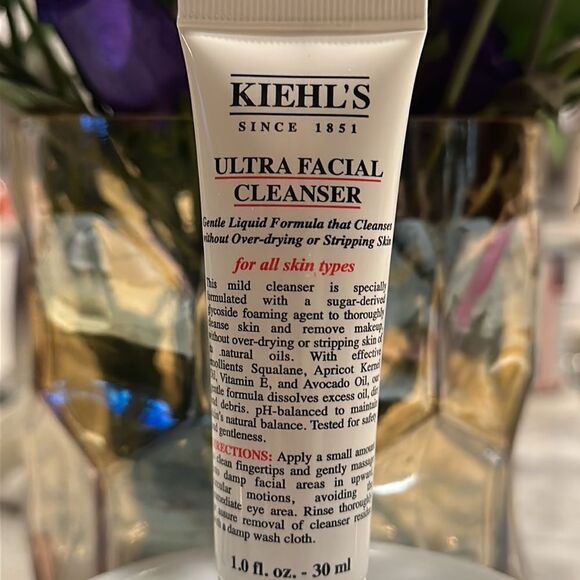 KIEHL'S
SINCE 1851
ULTRA FACIAL
CLEANSER
Gentle Liquid Formula that Cleanses
without Over-drying or Stripping Skin
for all skin types
This mild cleanser is specially
formulated with a sugar-derived
glycoside foaming agent to thoroughly
cleanse skin and remove makeup,
without over-drying or stripping skin of
its natural oils. With effective
emollients Squalane, Apricot Kernel
Oil, Vitamin E, and Avocado Oil, our
gentle formula dissolves excess oil, dirt
and debris. pH-balanced to maintain
skin's natural balance. Tested for safety
and gentleness.
DIRECTIONS: Apply a small amount
to clean fingertips and gently massage
onto damp facial areas in upward,
circular motions, avoiding the
immediate eye area. Rinse thoroughly
assure removal of cleanser residue
with a damp wash cloth.
1.0 fl. oz. - 30 ml